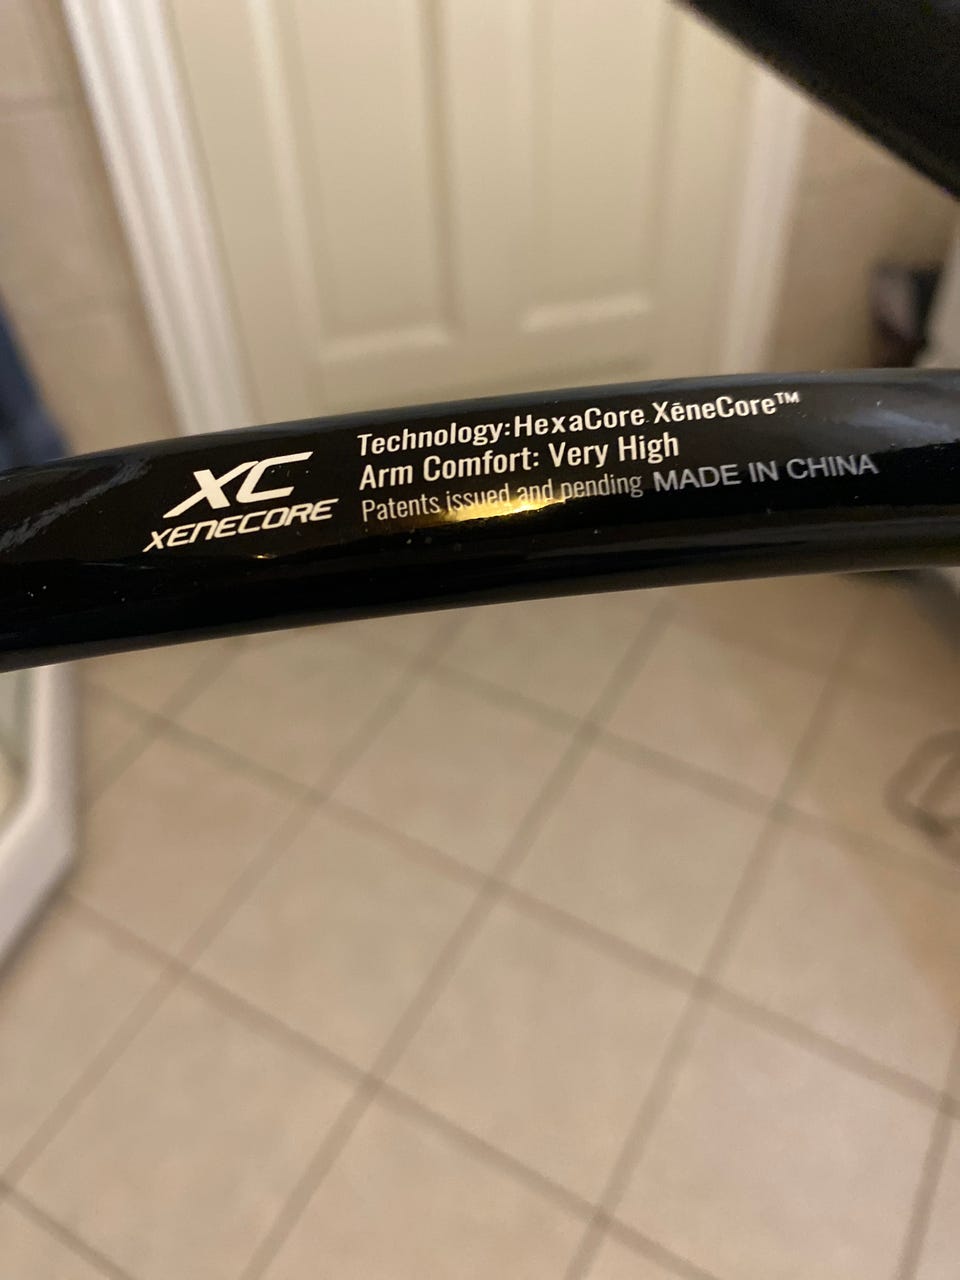 XC
XENECORE
Technology:HexaCore XēneCore™
Arm Comfort: Very High
Patents issued and pending MADE IN CHINA